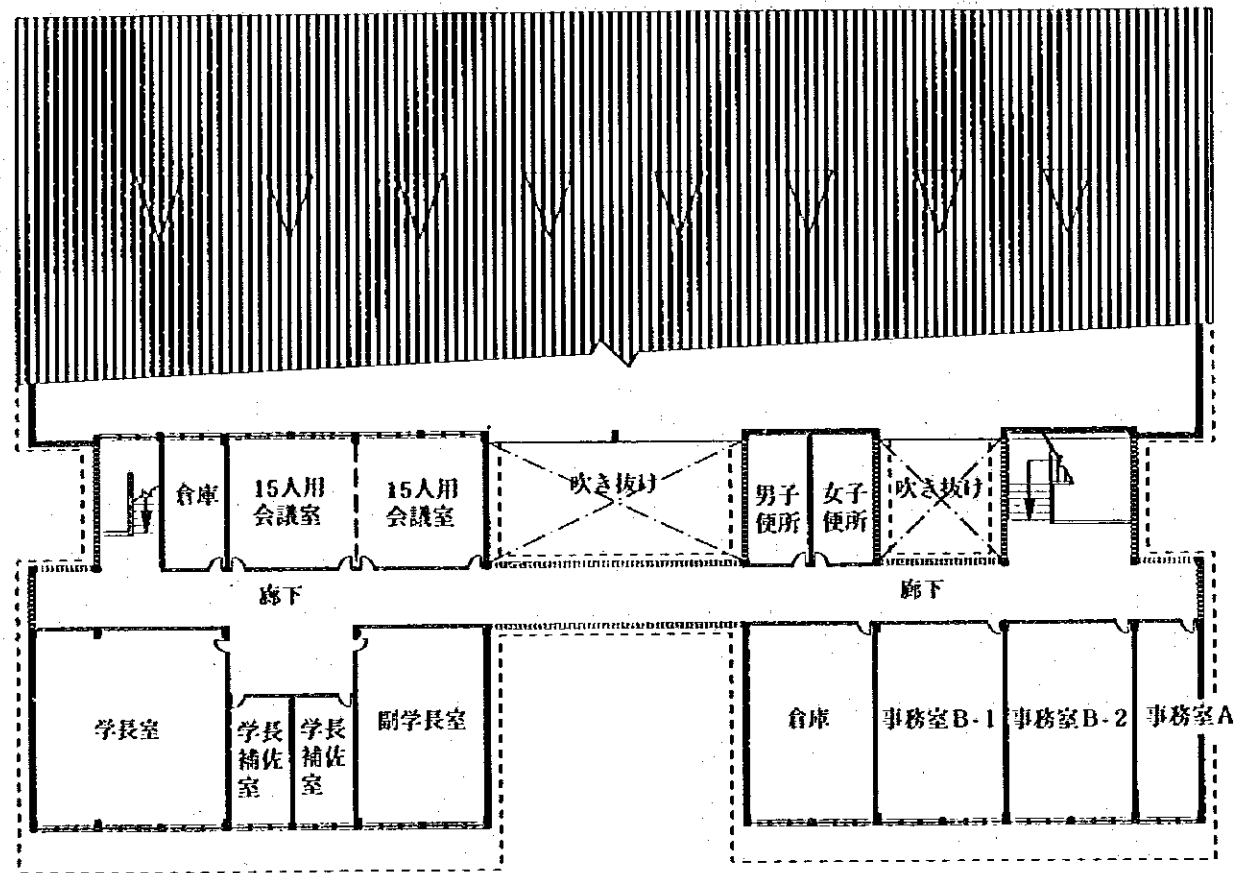 倉庫
15人用
会議室
15人用
会議室
吹き抜け
男子
便所
女子
便所
吹き抜け
廊下
廊下
学長室
学長
補佐
室
学長
補佐
室
副学長室
倉庫
事務室B-1
事務室B-2
事務室A